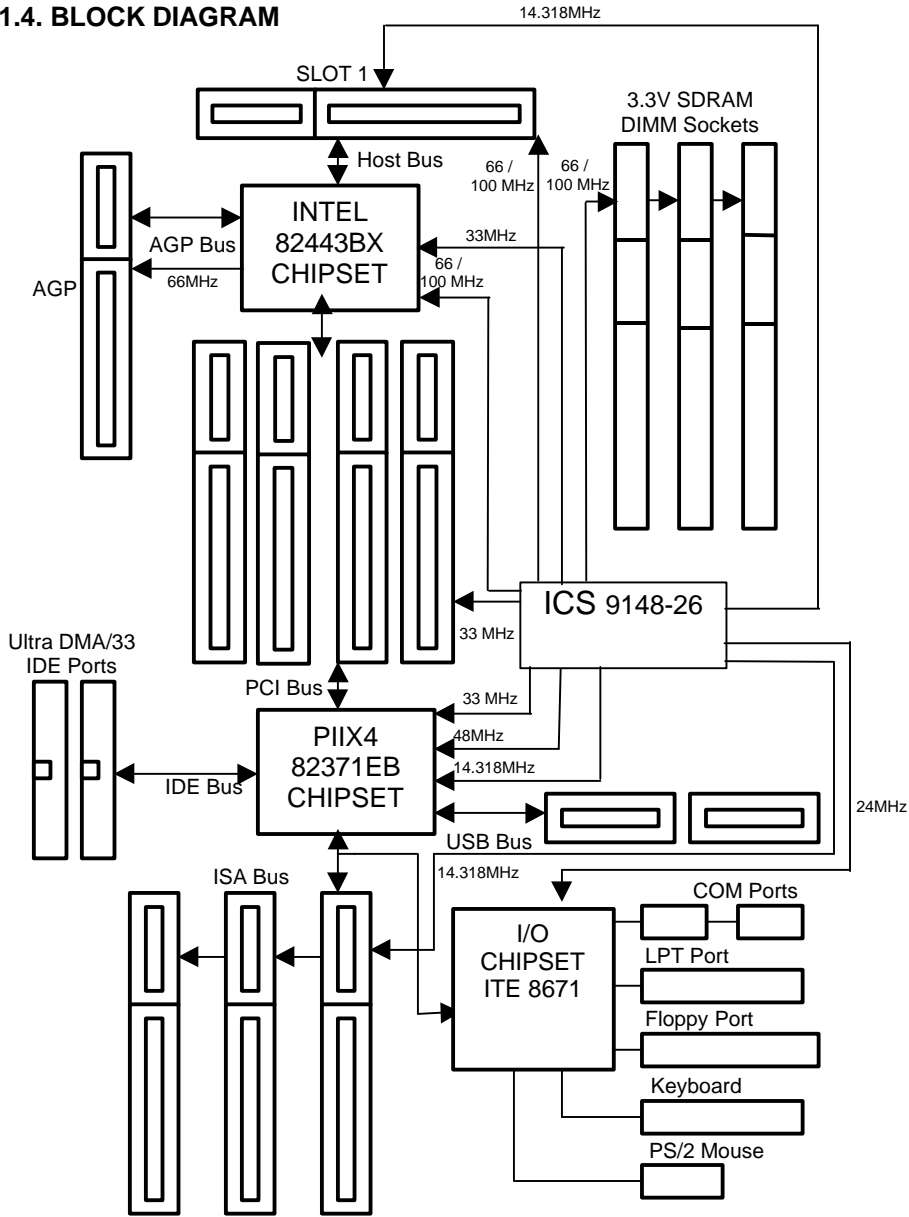 1.4. BLOCK DIAGRAM
14.318MHz
SLOT 1
3.3V SDRAM
DIMM Sockets
Host Bus
66 /
100 MHz
66 /
100 MHz
INTEL
82443BX
CHIPSET
AGP Bus
33MHz
66 /
100 MHz
66MHz
AGP
ICS 9148-26
33 MHz
Ultra DMA/33
IDE Ports
PCI Bus
33 MHz
PIIX4
82371EB
CHIPSET
48MHz
14.318MHz
IDE Bus
24MHz
USB Bus
14.318MHz
ISA Bus
COM Ports
I/O
CHIPSET
ITE 8671
LPT Port
Floppy Port
Keyboard
PS/2 Mouse